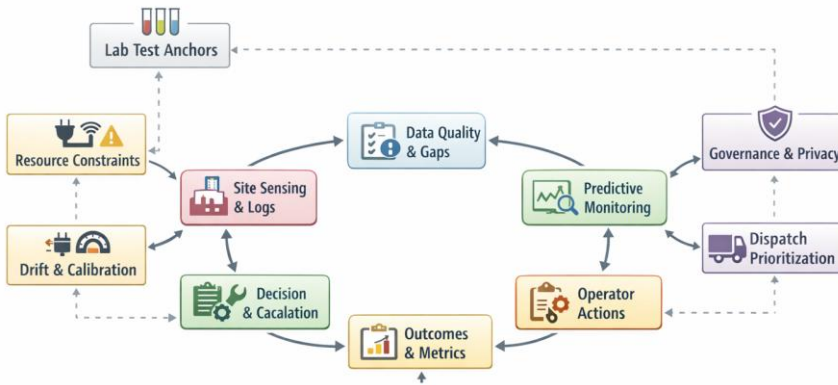 Lab Test Anchors
Resource Constraints
Data Quality
& Gaps
Governance & Privacy
Site Sensing
& Logs
Predictive
Monitoring
Drift & Calibration
Dispatch
Prioritization
Decision
& Cacalation
Operator
Actions
Outcomes
& Metrics